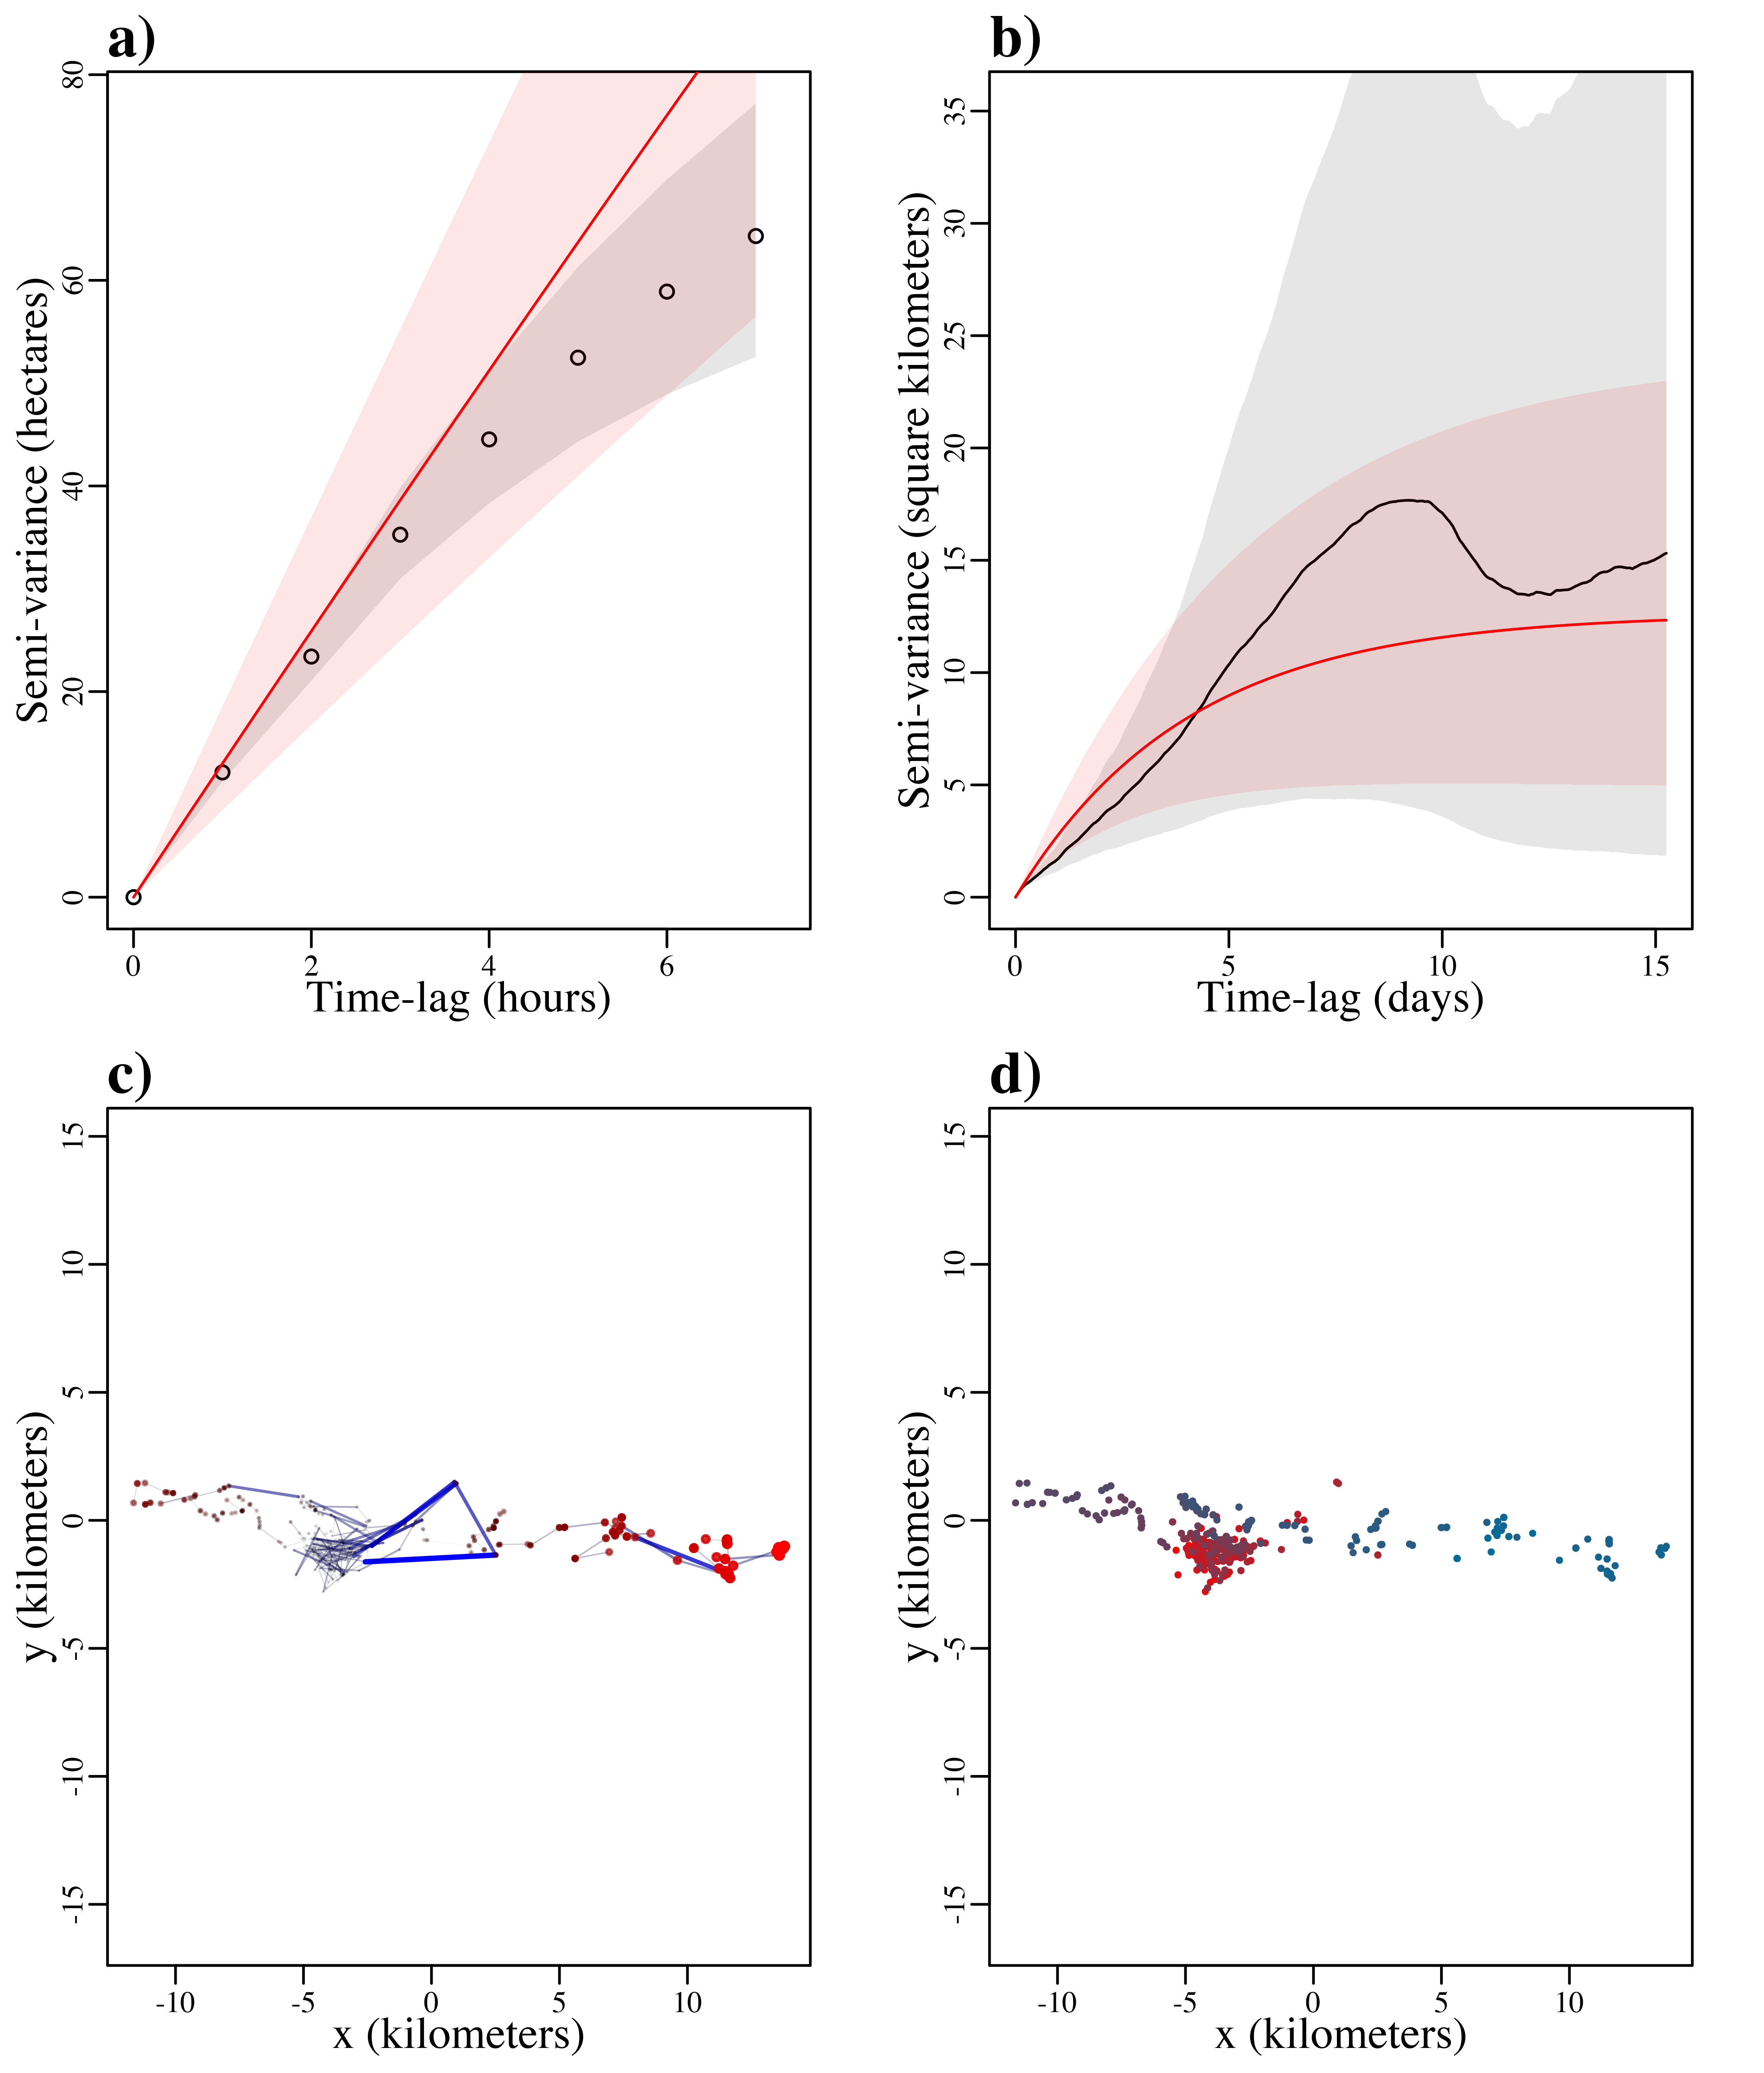 a)
Semi-variance (hectares)
80
60
40
20
0
0 2 4 6
Time-lag (hours)
b)
Semi-variance (square kilometers)
35
30
25
20
15
10
5
0
0 5 10 15
Time-lag (days)
c)
y (kilometers)
15
10
5
0
-5
-10
-15
-10 -5 0 5 10
x (kilometers)
d)
y (kilometers)
15
10
5
0
-5
-10
-15
-10 -5 0 5 10
x (kilometers)